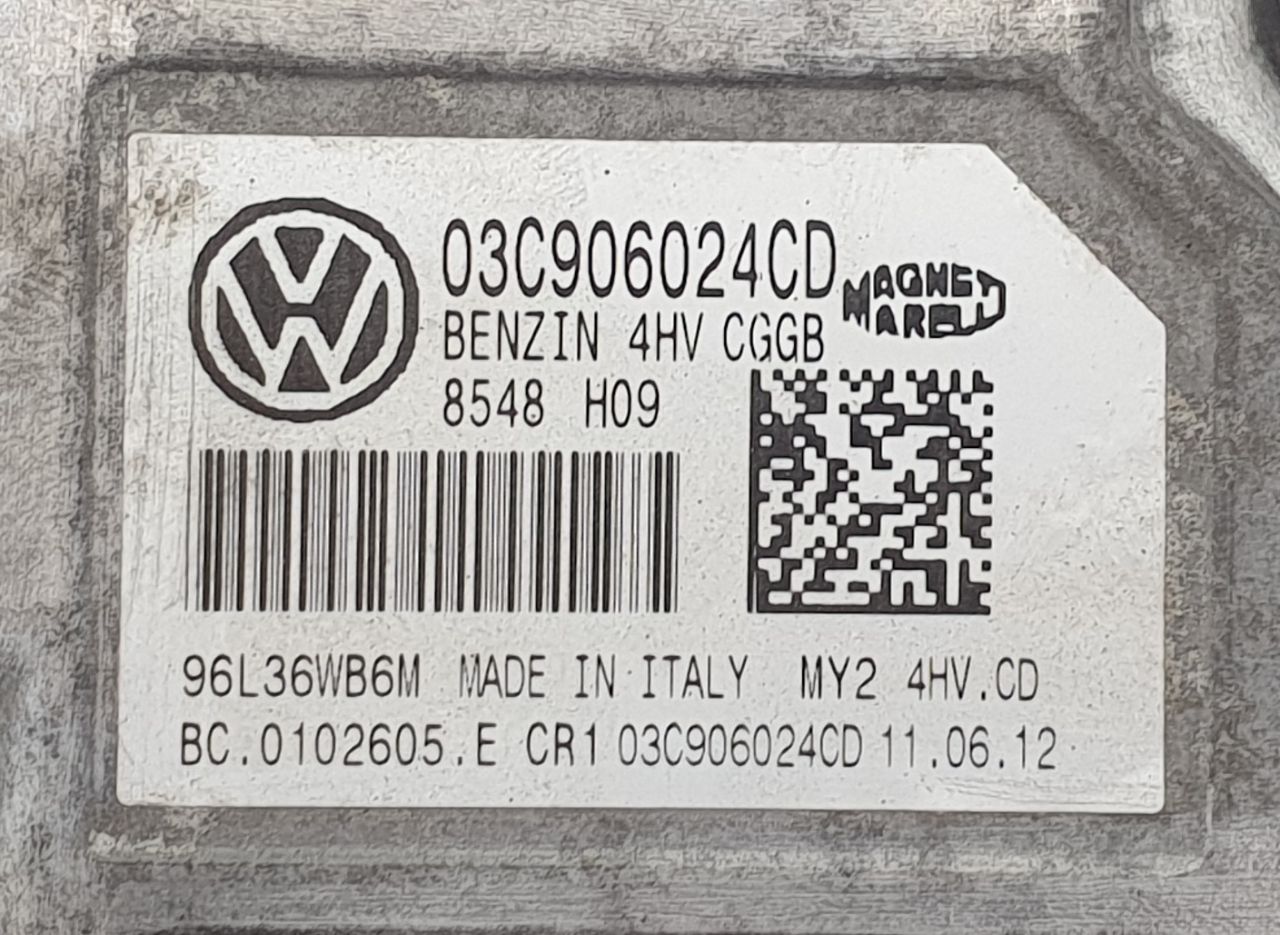 03C906024CD
MAGNETI
MARELLI
BENZIN 4HV CGGB
8548 H09
96L36WB6M MADE IN ITALY MY2 4HV.CD
BC.0102605.E CR1 03C906024CD 11.06.12